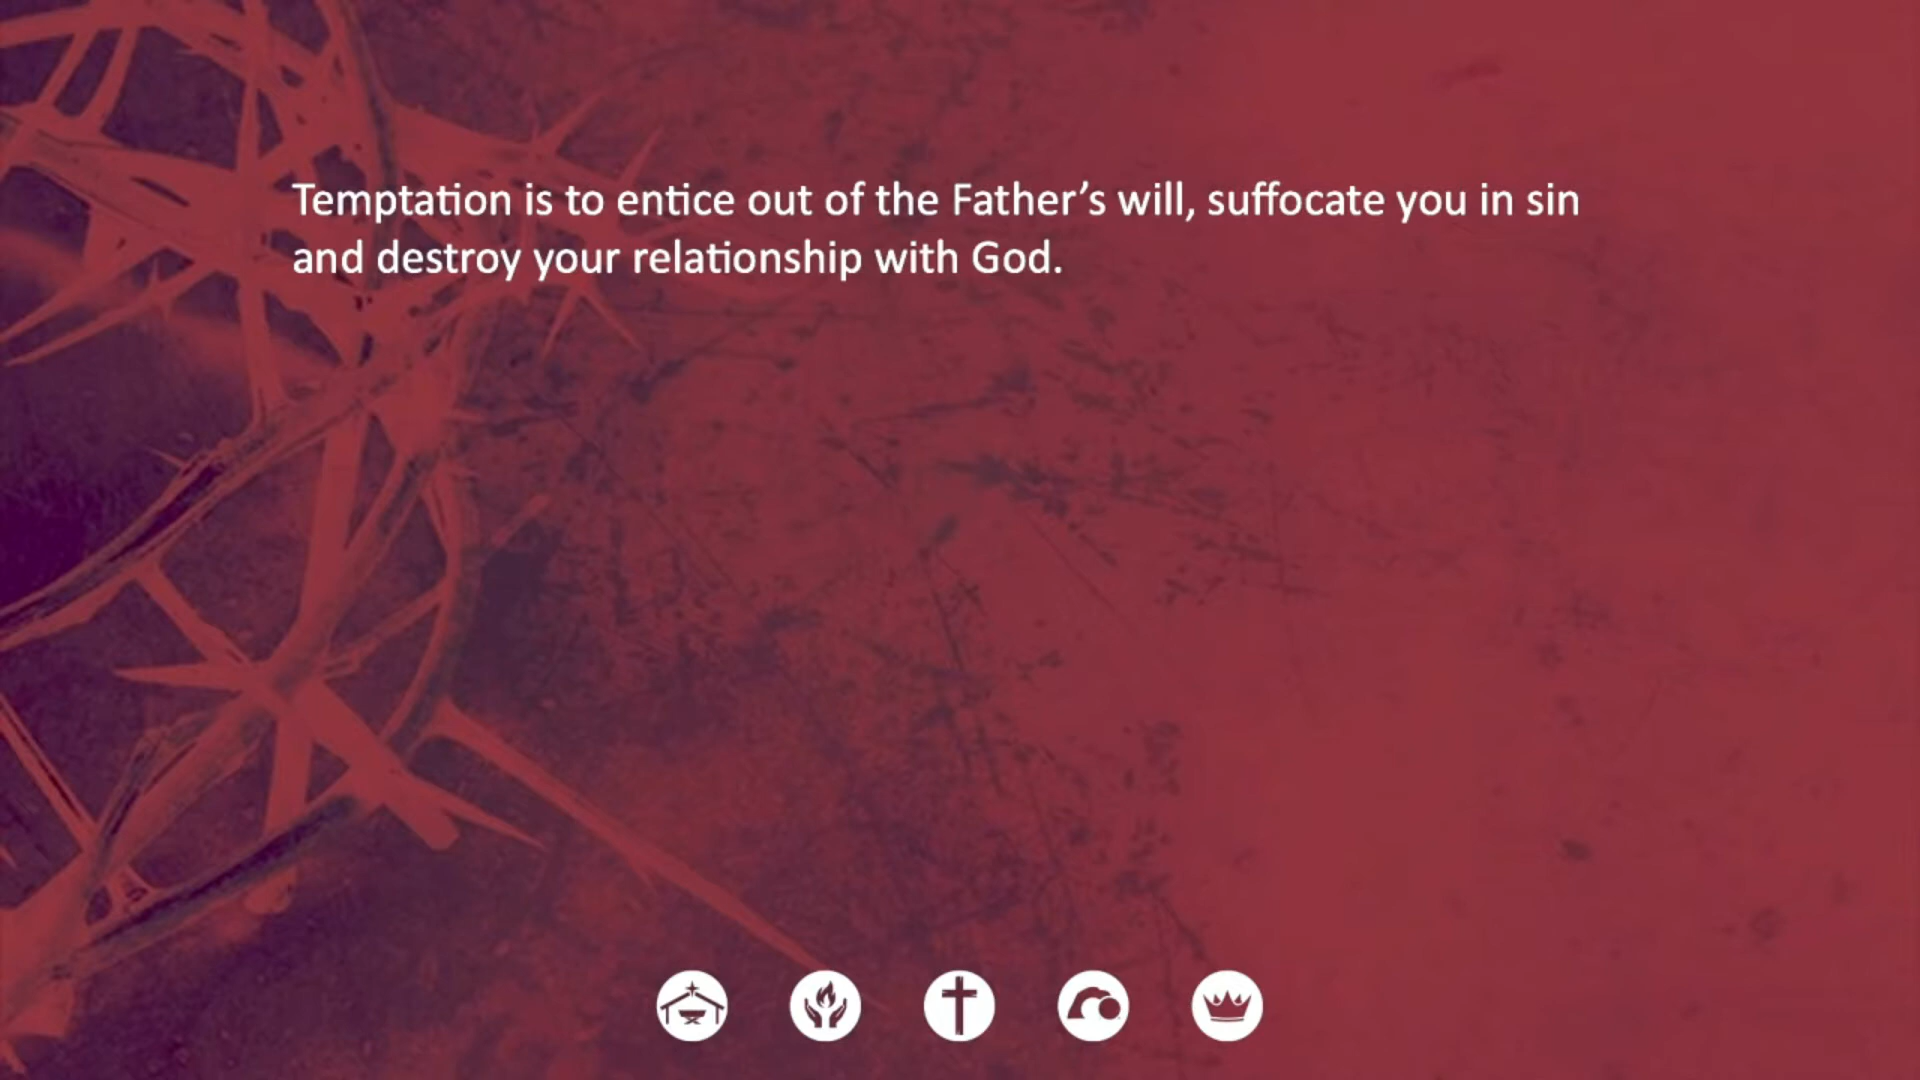 Temptation is to entice out of the Father’s will, suffocate you in sin
and destroy your relationship with God.